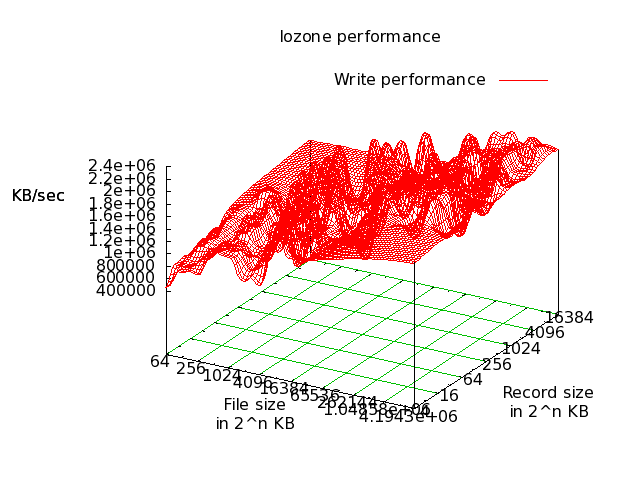 Iozone performance
Write performance
KB/sec
2.4e+06
2.2e+06
2e+06
1.8e+06
1.6e+06
1.4e+06
1.2e+06
1e+06
800000
600000
400000
64
256
1024
4096
16384
65536
262144
1.04858e+06
4.1943e+06
File size
in 2^n KB
4
16
64
256
1024
4096
16384
Record size
in 2^n KB